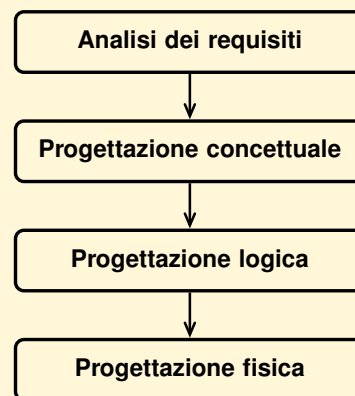 Analisi dei requisiti
Progettazione concettuale
Progettazione logica
Progettazione fisica